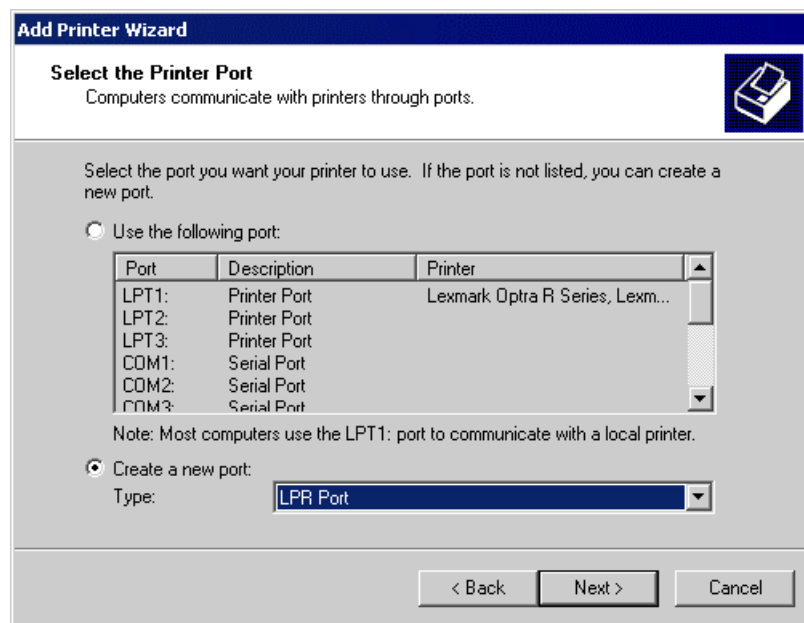 Add Printer Wizard
Select the Printer Port
Computers communicate with printers through ports.
Select the port you want your printer to use. If the port is not listed, you can create a
new port.
Use the following port:
Port Description Printer
LPT1: Printer Port Lexmark Optra R Series, Lexm...
LPT2: Printer Port
LPT3: Printer Port
COM1: Serial Port
COM2: Serial Port
COM3: Serial Port
Note: Most computers use the LPT1: port to communicate with a local printer.
Create a new port:
Type: LPR Port
< Back Next > Cancel